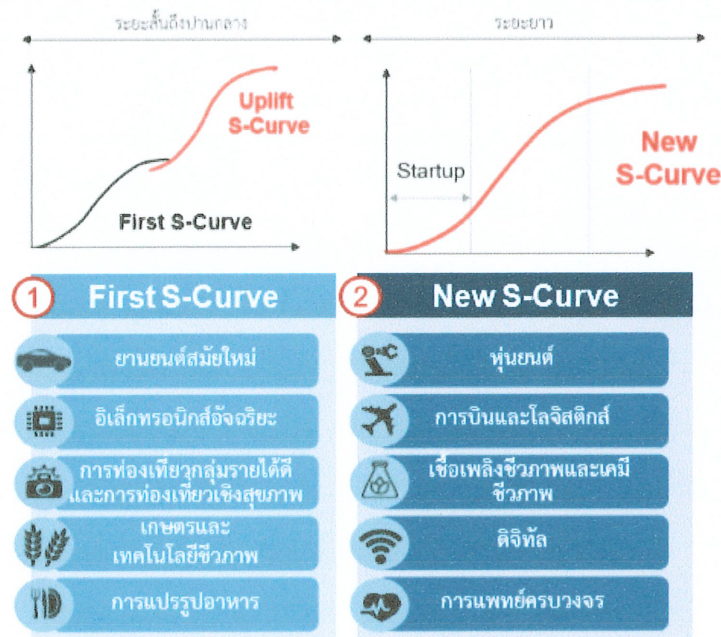 ระยะสั้นถึงปานกลาง
ระยะยาว
Uplift
S-Curve
First S-Curve
Startup
New
S-Curve
1 First S-Curve
ยานยนต์สมัยใหม่
อิเล็กทรอนิกส์อัจฉริยะ
การท่องเที่ยวกลุ่มรายได้ดี
และการท่องเที่ยวเชิงสุขภาพ
เกษตรและ
เทคโนโลยีชีวภาพ
การแปรรูปอาหาร
2 New S-Curve
หุ่นยนต์
การบินและโลจิสติกส์
เชื้อเพลิงชีวภาพและเคมี
ชีวภาพ
ดิจิทัล
การแพทย์ครบวงจร